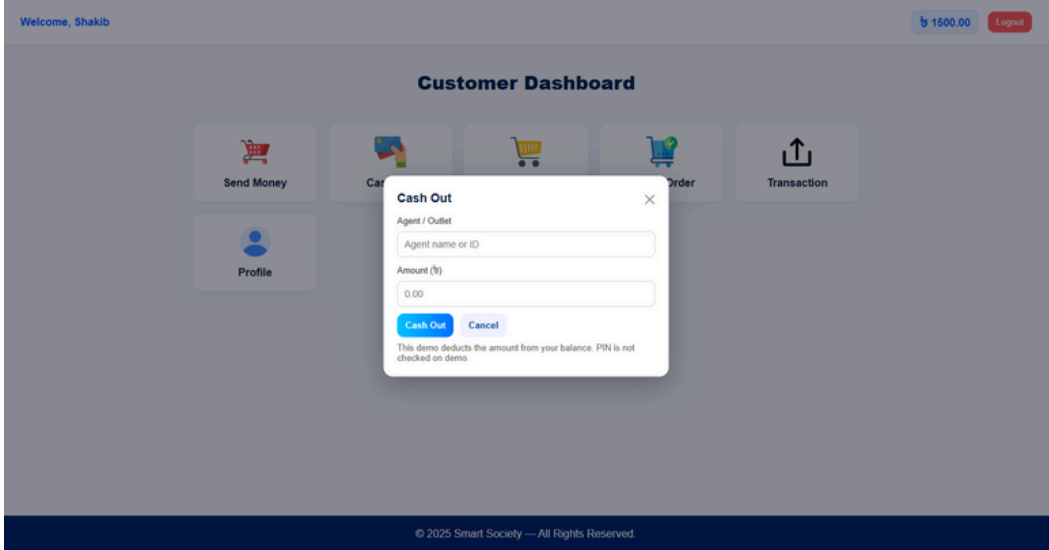 Welcome, Shakib
৳ 1500.00
Logout
Customer Dashboard
Send Money
Order
Transaction
Profile
Cash Out
Agent / Outlet
Agent name or ID
Amount (৳)
0.00
Cash Out
Cancel
This demo deducts the amount from your balance. PIN is not
checked on demo.
© 2025 Smart Society — All Rights Reserved.